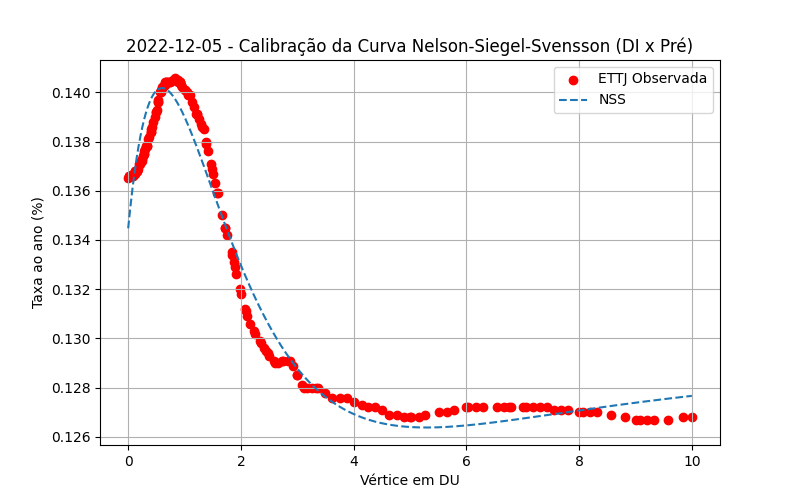 2022-12-05 - Calibração da Curva Nelson-Siegel-Svensson (DI x Pré)
ETTJ Observada
NSS
Taxa ao ano (%)
0.140
0.138
0.136
0.134
0.132
0.130
0.128
0.126
0 2 4 6 8 10
Vértice em DU